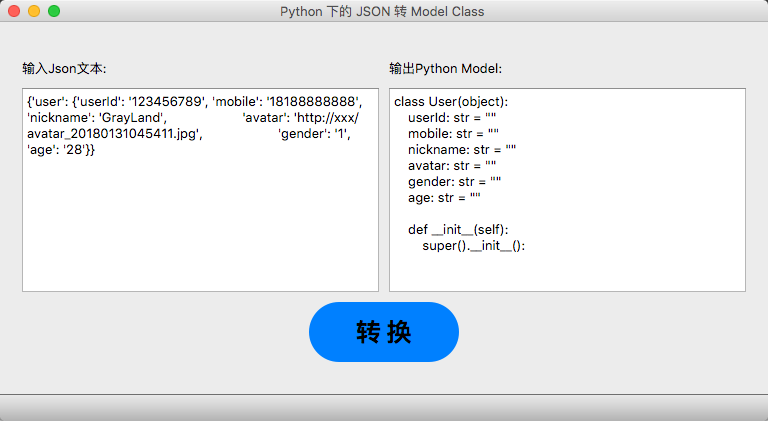 Python 下的 JSON 转 Model Class
输入Json文本:
{'user': {'userId': '123456789', 'mobile': '18188888888',
'nickname': 'GrayLand', 'avatar': 'http://xxx/
avatar_20180131045411.jpg', 'gender': '1',
'age': '28'}}
输出Python Model:
class User(object):
    userId: str = ""
    mobile: str = ""
    nickname: str = ""
    avatar: str = ""
    gender: str = ""
    age: str = ""

    def __init__(self):
        super().__init__():
转 换